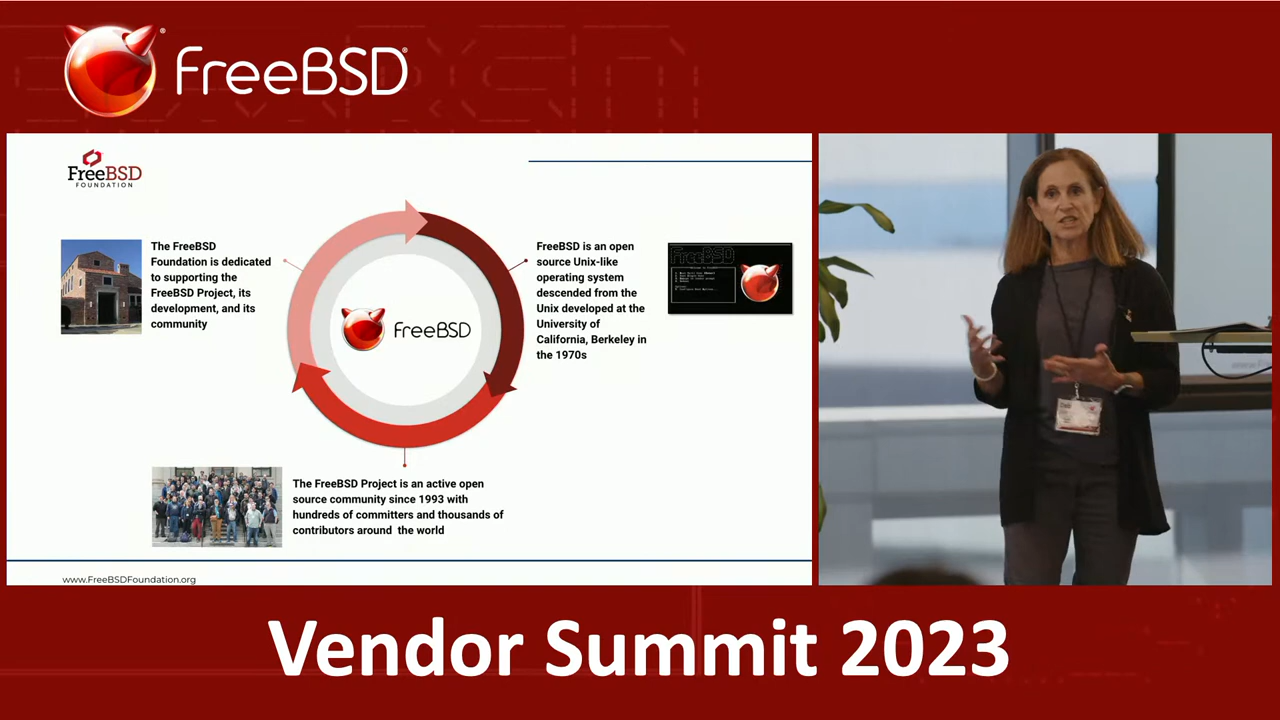 FreeBSD®
FreeBSD
FOUNDATION
The FreeBSD
Foundation is dedicated
to supporting the
FreeBSD Project, its
development, and its
community
FreeBSD is an open
source Unix-like
operating system
descended from the
Unix developed at the
University of
California, Berkeley in
the 1970s
FreeBSD
FreeBSD
The FreeBSD Project is an active open
source community since 1993 with
hundreds of committers and thousands of
contributors around the world
www.FreeBSDFoundation.org
Vendor Summit 2023